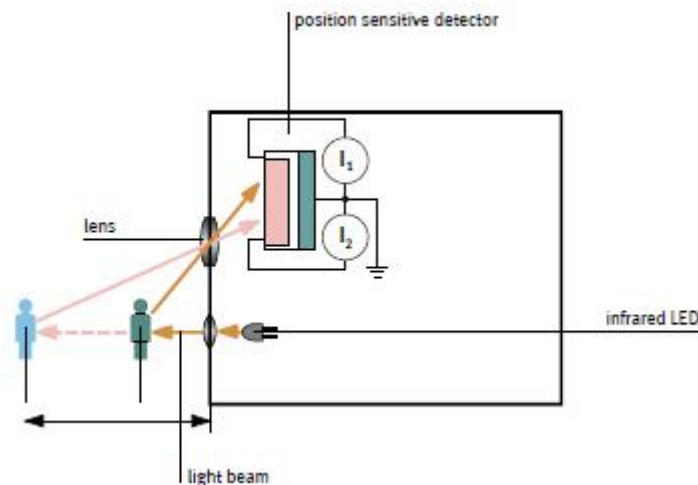 position sensitive detector
I1
lens
I2
infrared LED
light beam